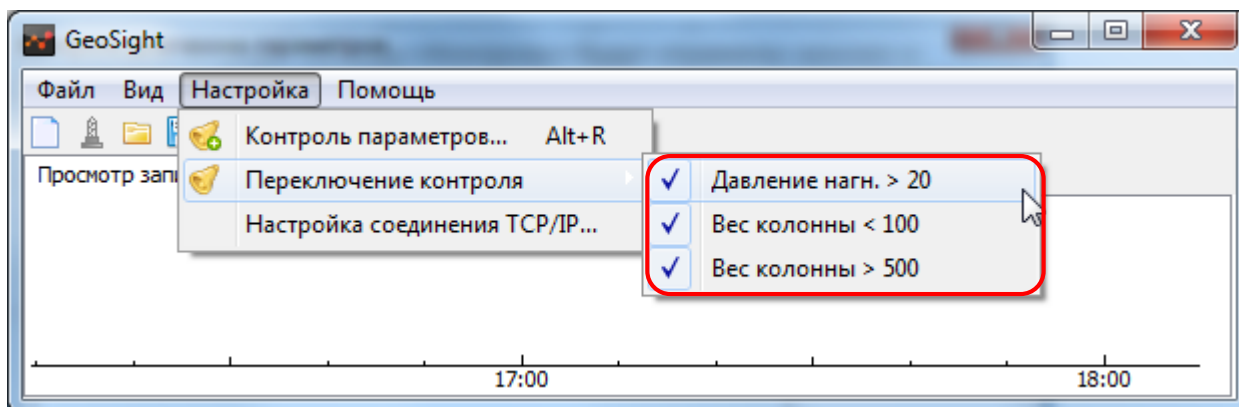 GeoSight
Файл Вид Настройка Помощь
Контроль параметров... Alt+R
Просмотр
Переключение контроля
Настройка соединения TCP/IP...
Давление нагн. > 20
Вес колонны < 100
Вес колонны > 500
17:00 18:00